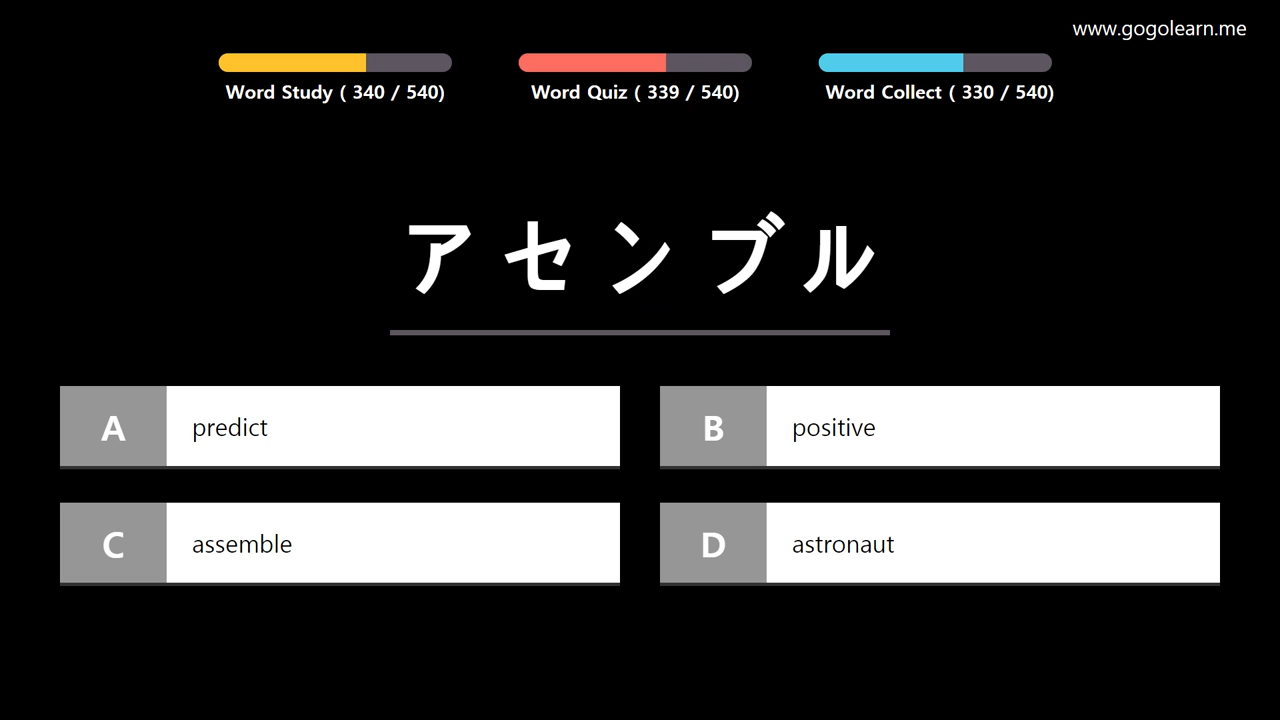 www.gogolearn.me
Word Study ( 340 / 540)
Word Quiz ( 339 / 540)
Word Collect ( 330 / 540)
アセンブル
A predict
B positive
C assemble
D astronaut